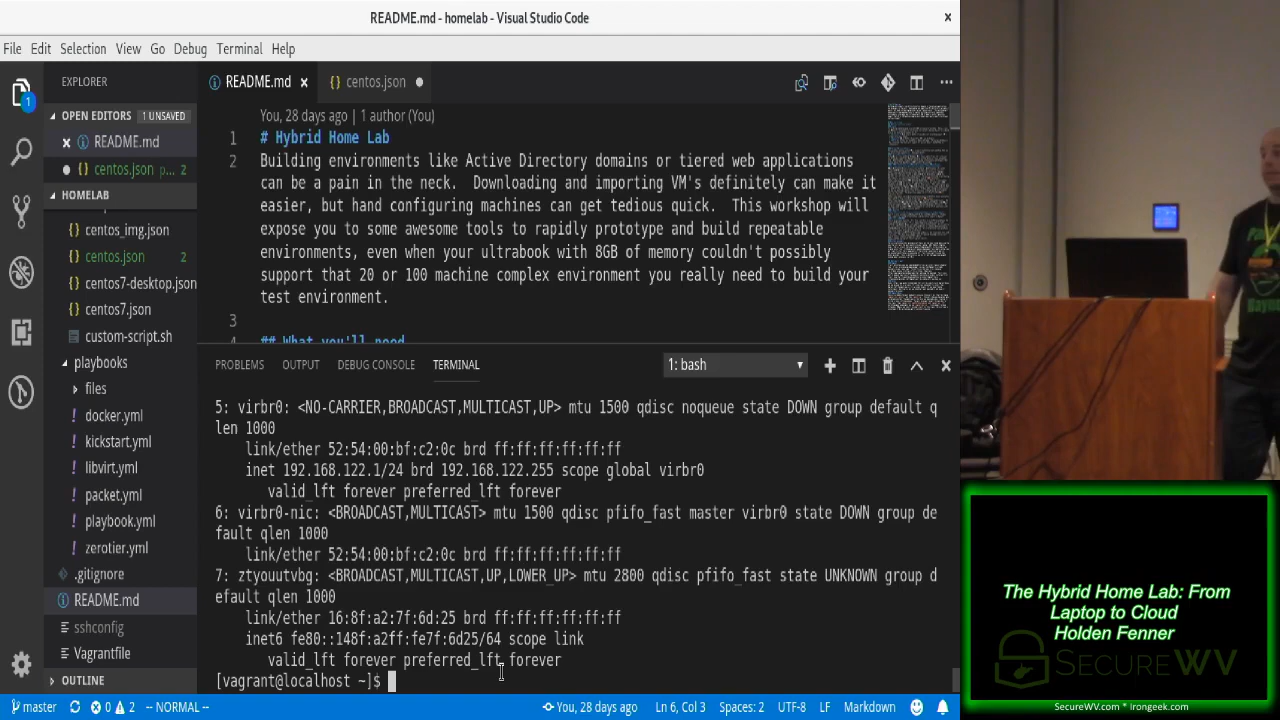 README.md - homelab - Visual Studio Code
×
File Edit Selection View Go Debug Terminal Help
EXPLORER
README.md ×
{ } centos.json ●
OPEN EDITORS 1 UNSAVED
× README.md
● { } centos.json p... 2
HOMELAB
{ } centos_img.json
{ } centos.json 2
{ } centos7-desktop.json
{ } centos7.json
custom-script.sh
playbooks
files
! docker.yml
! kickstart.yml
! libvirt.yml
! packet.yml
! playbook.yml
! zerotier.yml
.gitignore
README.md
sshconfig
Vagrantfile
OUTLINE
1
You, 28 days ago | 1 author (You)
1 # Hybrid Home Lab
2 Building environments like Active Directory domains or tiered web applications
can be a pain in the neck.  Downloading and importing VM's definitely can make it
easier, but hand configuring machines can get tedious quick.  This workshop will
expose you to some awesome tools to rapidly prototype and build repeatable
environments, even when your ultrabook with 8GB of memory couldn't possibly
support that 20 or 100 machine complex environment you really need to build your
test environment.
3
4 ## What you'll need
PROBLEMS OUTPUT DEBUG CONSOLE TERMINAL
1: bash
5: virbr0: <NO-CARRIER,BROADCAST,MULTICAST,UP> mtu 1500 qdisc noqueue state DOWN group default q
len 1000
link/ether 52:54:00:bf:c2:0c brd ff:ff:ff:ff:ff:ff
inet 192.168.122.1/24 brd 192.168.122.255 scope global virbr0
valid_lft forever preferred_lft forever
6: virbr0-nic: <BROADCAST,MULTICAST> mtu 1500 qdisc pfifo_fast master virbr0 state DOWN group de
fault qlen 1000
link/ether 52:54:00:bf:c2:0c brd ff:ff:ff:ff:ff:ff
7: ztyouutvbg: <BROADCAST,MULTICAST,UP,LOWER_UP> mtu 2800 qdisc pfifo_fast state UNKNOWN group d
efault qlen 1000
link/ether 16:8f:a2:7f:6d:25 brd ff:ff:ff:ff:ff:ff
inet6 fe80::148f:a2ff:fe7f:6d25/64 scope link
valid_lft forever preferred_lft forever
[vagrant@localhost ~]$
master 0 2 -- NORMAL --
You, 28 days ago Ln 6, Col 3 Spaces: 2 UTF-8 LF Markdown
The Hybrid Home Lab: From
Laptop to Cloud
Holden Fenner
SECUREWV
SecureWV.com * Irongeek.com